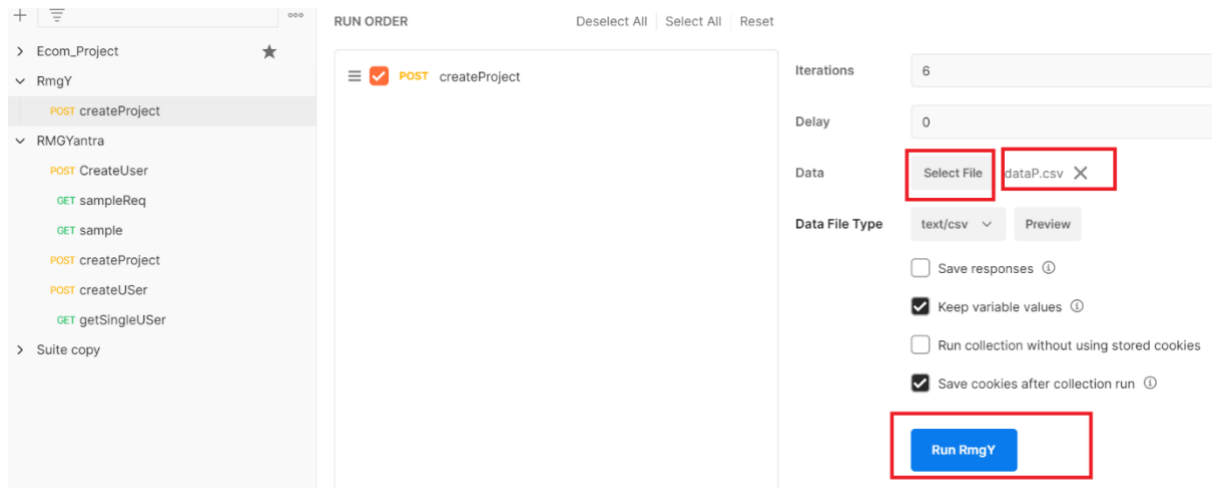 RUN ORDER Deselect All Select All Reset
Ecom_Project
RmgY
POST createProject
RMGYantra
POST CreateUser
GET sampleReq
GET sample
POST createProject
POST createUSer
GET getSingleUSer
Suite copy
POST createProject
Iterations 6
Delay 0
Data Select File dataP.csv
Data File Type text/csv Preview
Save responses
Keep variable values
Run collection without using stored cookies
Save cookies after collection run
Run RmgY